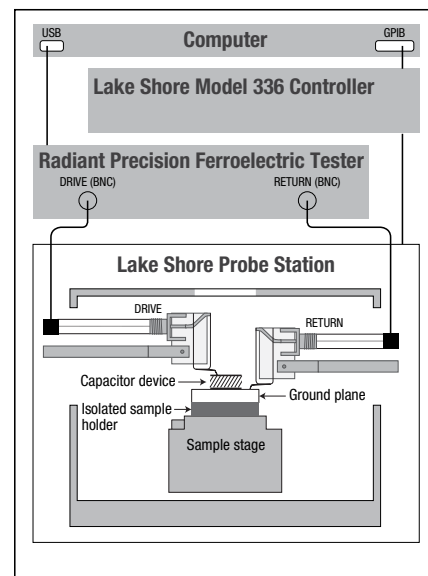 USB
Computer
GPIB
Lake Shore Model 336 Controller
Radiant Precision Ferroelectric Tester
DRIVE (BNC)
RETURN (BNC)
Lake Shore Probe Station
DRIVE
RETURN
Capacitor device
Ground plane
Isolated sample
holder
Sample stage